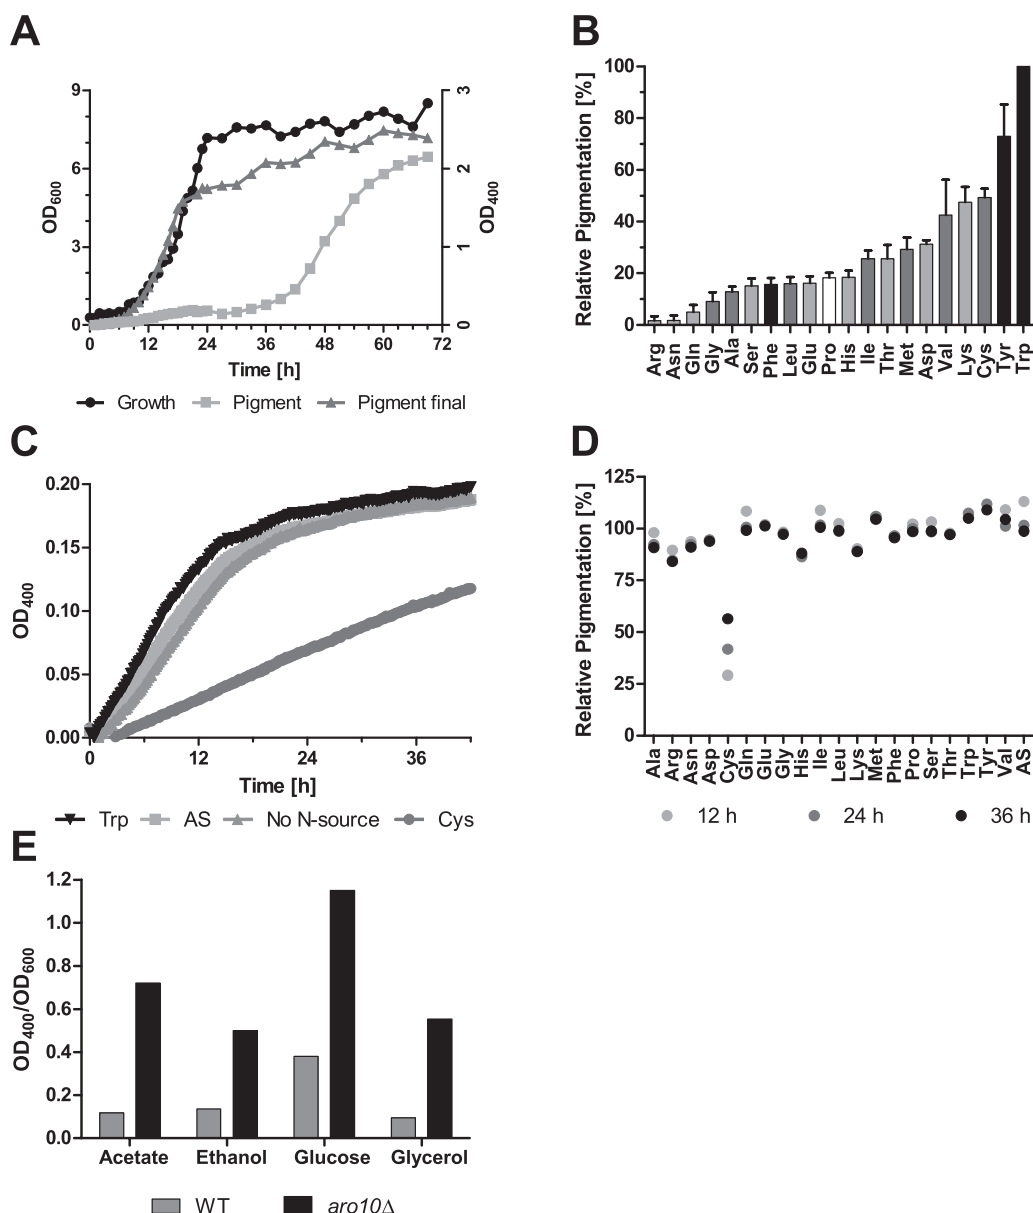 A
9
6
3
0
OD600
3
2
1
0
OD400
0 12 24 36 48 60 72
Time [h]
Growth Pigment Pigment final
B
Relative Pigmentation [%]
100
80
60
40
20
0
Arg Asn Gln Gly Ala Ser Phe Leu Glu Pro His Ile Thr Met Asp Val Lys Cys Tyr Trp
C
OD400
0.20
0.15
0.10
0.05
0.00
0 12 24 36
Time [h]
Trp AS No N-source Cys
D
Relative Pigmentation [%]
125
100
75
50
25
0
Ala Arg Asn Asp Cys Gln Glu Gly His Ile Leu Lys Met Phe Pro Ser Thr Trp Tyr Val AS
12 h 24 h 36 h
E
OD400/OD600
1.2
1.0
0.8
0.6
0.4
0.2
0.0
Acetate Ethanol Glucose Glycerol
WT aro10Δ